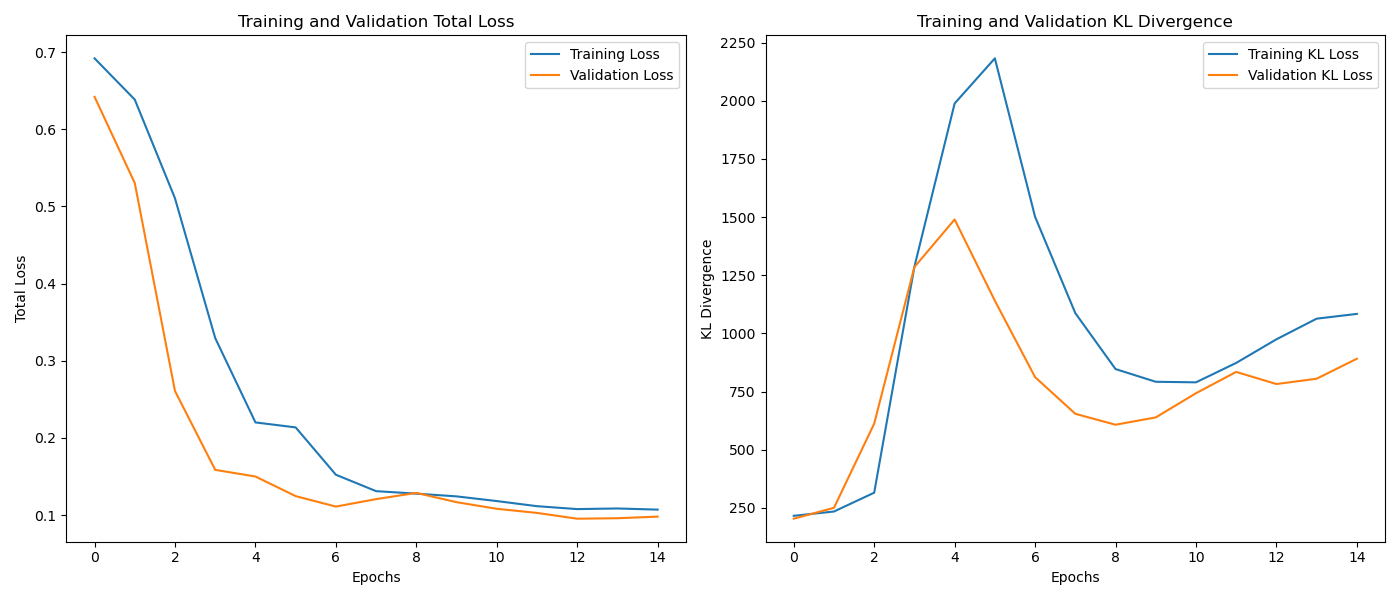 Training and Validation Total Loss
Total Loss
0.7
0.6
0.5
0.4
0.3
0.2
0.1
Training Loss
Validation Loss
0 2 4 6 8 10 12 14
Epochs
Training and Validation KL Divergence
KL Divergence
2250
2000
1750
1500
1250
1000
750
500
250
Training KL Loss
Validation KL Loss
0 2 4 6 8 10 12 14
Epochs